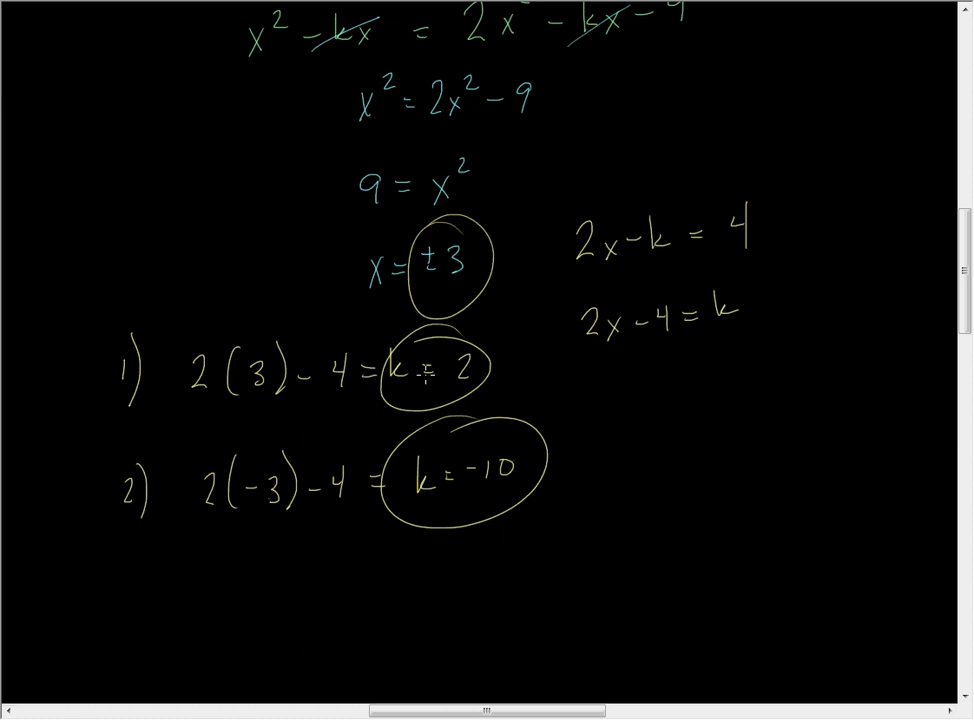 x² - kx = 2x² - kx - 9
x² = 2x² - 9
9 = x²
x = ±3
2x - k = 4
2x - 4 = k
1) 2(3) - 4 = k = 2
2) 2(-3) - 4 = k = -10